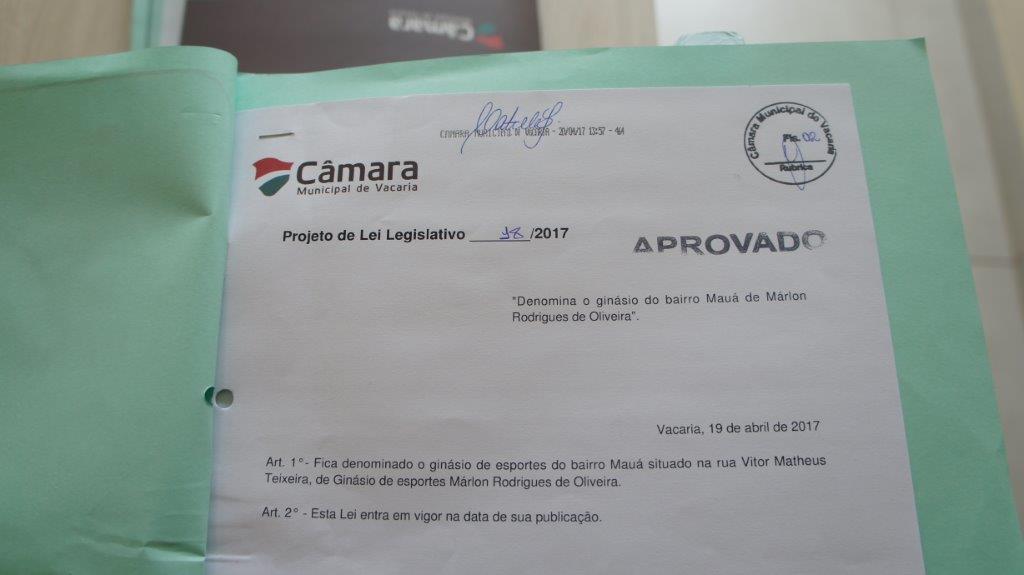 Câmara
CAMARA MUNICIPAL DE VACARIA - 20/04/17 13:57 -
Câmara Municipal de Vacaria
Fls. 02
Rubrica
Câmara
Municipal de Vacaria
Projeto de Lei Legislativo 18/2017
APROVADO
"Denomina o ginásio do bairro Mauá de Márlon
Rodrigues de Oliveira".
Vacaria, 19 de abril de 2017
Art. 1°- Fica denominado o ginásio de esportes do bairro Mauá situado na rua Vitor Matheus
Teixeira, de Ginásio de esportes Márlon Rodrigues de Oliveira.
Art. 2° - Esta Lei entra em vigor na data de sua publicação.